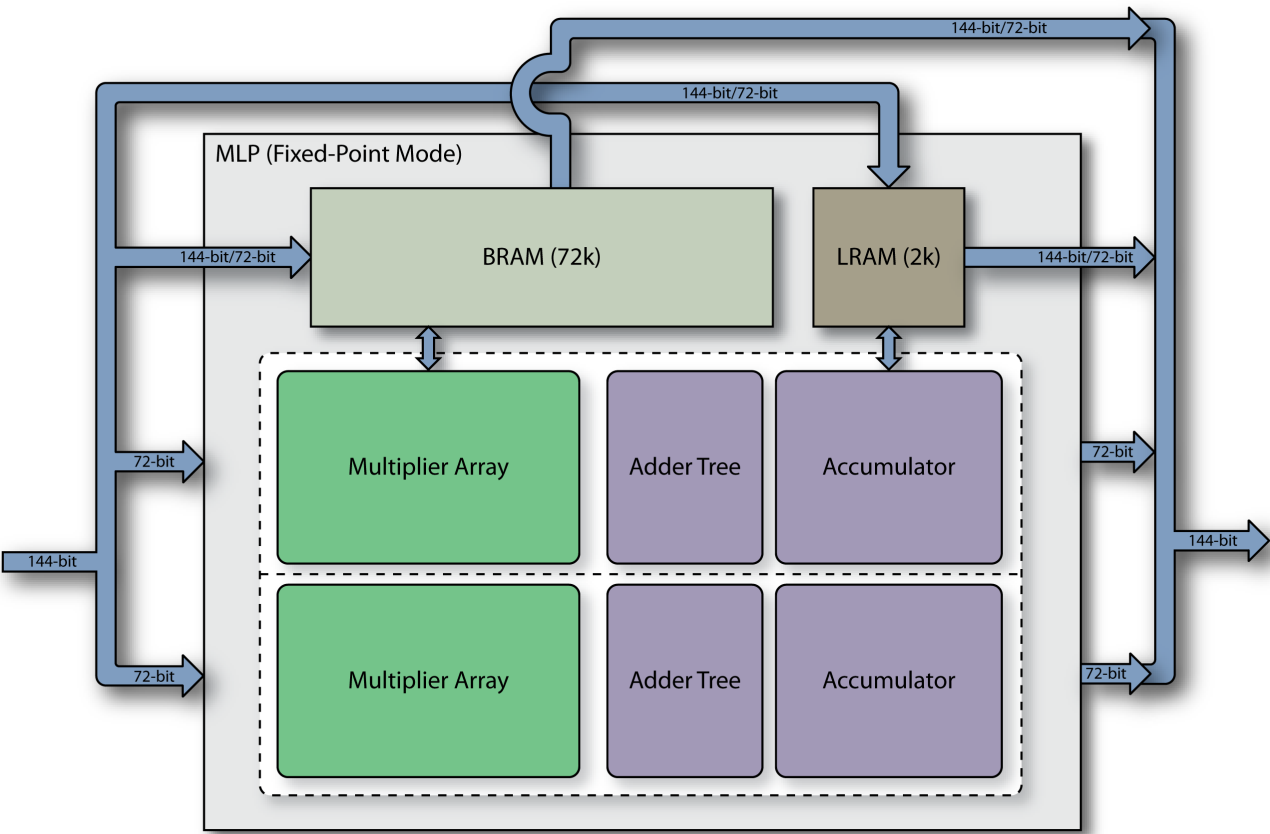 144-bit/72-bit
144-bit/72-bit
MLP (Fixed-Point Mode)
144-bit/72-bit
BRAM (72k)
LRAM (2k)
144-bit/72-bit
72-bit
Multiplier Array
Adder Tree
Accumulator
72-bit
144-bit
144-bit
72-bit
Multiplier Array
Adder Tree
Accumulator
72-bit